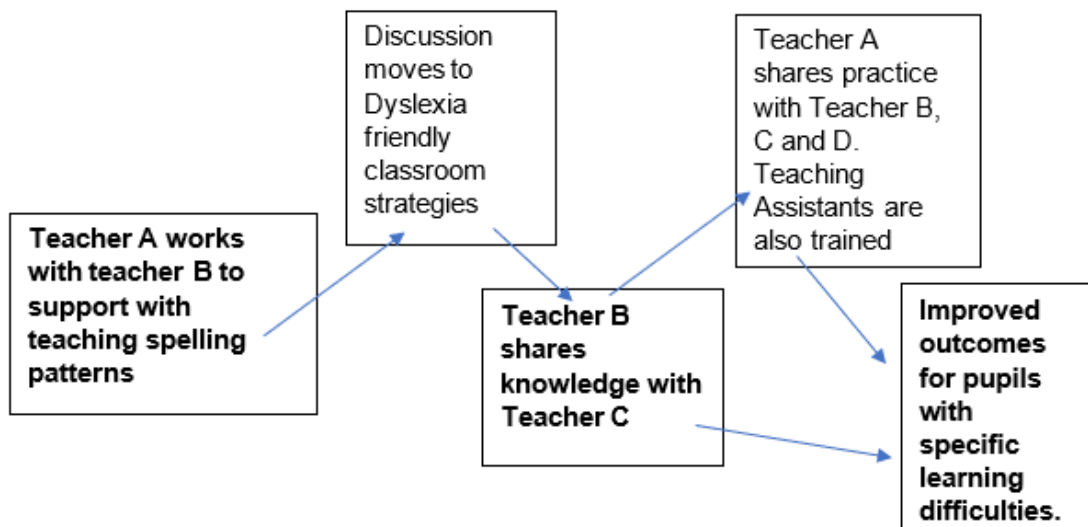 Teacher A works
with teacher B to
support with
teaching spelling
patterns
Discussion
moves to
Dyslexia
friendly
classroom
strategies
Teacher B
shares
knowledge with
Teacher C
Teacher A
shares practice
with Teacher B,
C and D.
Teaching
Assistants are
also trained
Improved
outcomes
for pupils
with
specific
learning
difficulties.